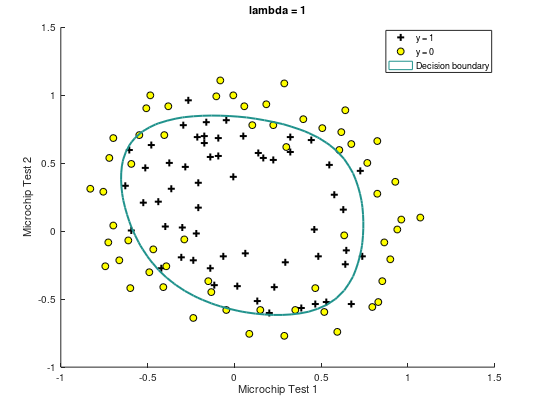 lambda = 1
y = 1
y = 0
Decision boundary
1.5
1
0.5
0
-0.5
-1
Microchip Test 2
-1
-0.5
0
0.5
1
1.5
Microchip Test 1